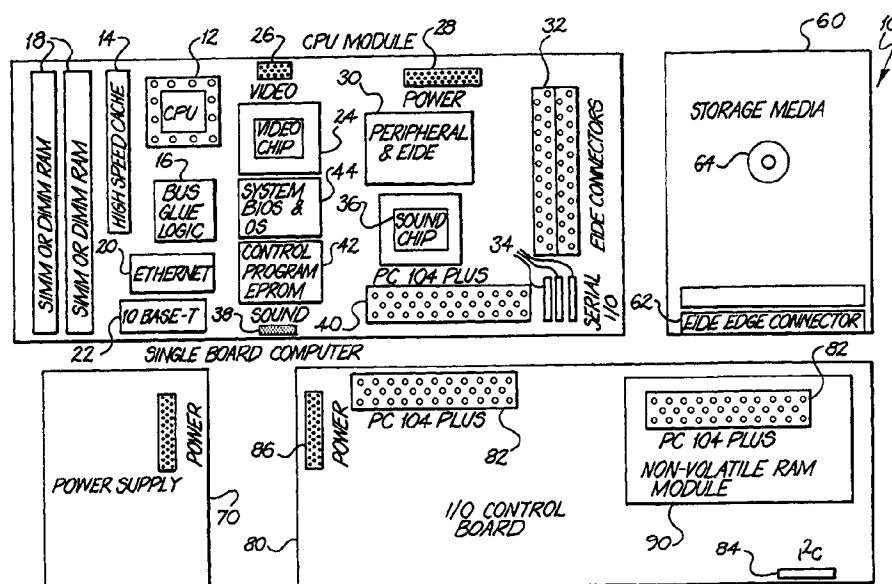 18
14
12
26
CPU MODULE
28
32
60
10
SIMM OR DIMM RAM
SIMM OR DIMM RAM
HIGH SPEED CACHE
CPU
VIDEO
VIDEO CHIP
24
30
POWER
PERIPHERAL & EIDE
EIDE CONNECTORS
STORAGE MEDIA
64
16
BUS GLUE LOGIC
SYSTEM BIOS & OS
44
36
SOUND CHIP
20
ETHERNET
CONTROL PROGRAM EPROM
42
34
PC 104 PLUS
SERIAL I/O
22
10 BASE-T
38
SOUND
40
62
EIDE EDGE CONNECTOR
SINGLE BOARD COMPUTER
POWER
POWER SUPPLY
70
86
POWER
PC 104 PLUS
82
82
PC 104 PLUS
NON-VOLATILE RAM
MODULE
80
I/O CONTROL
BOARD
90
84
I²C